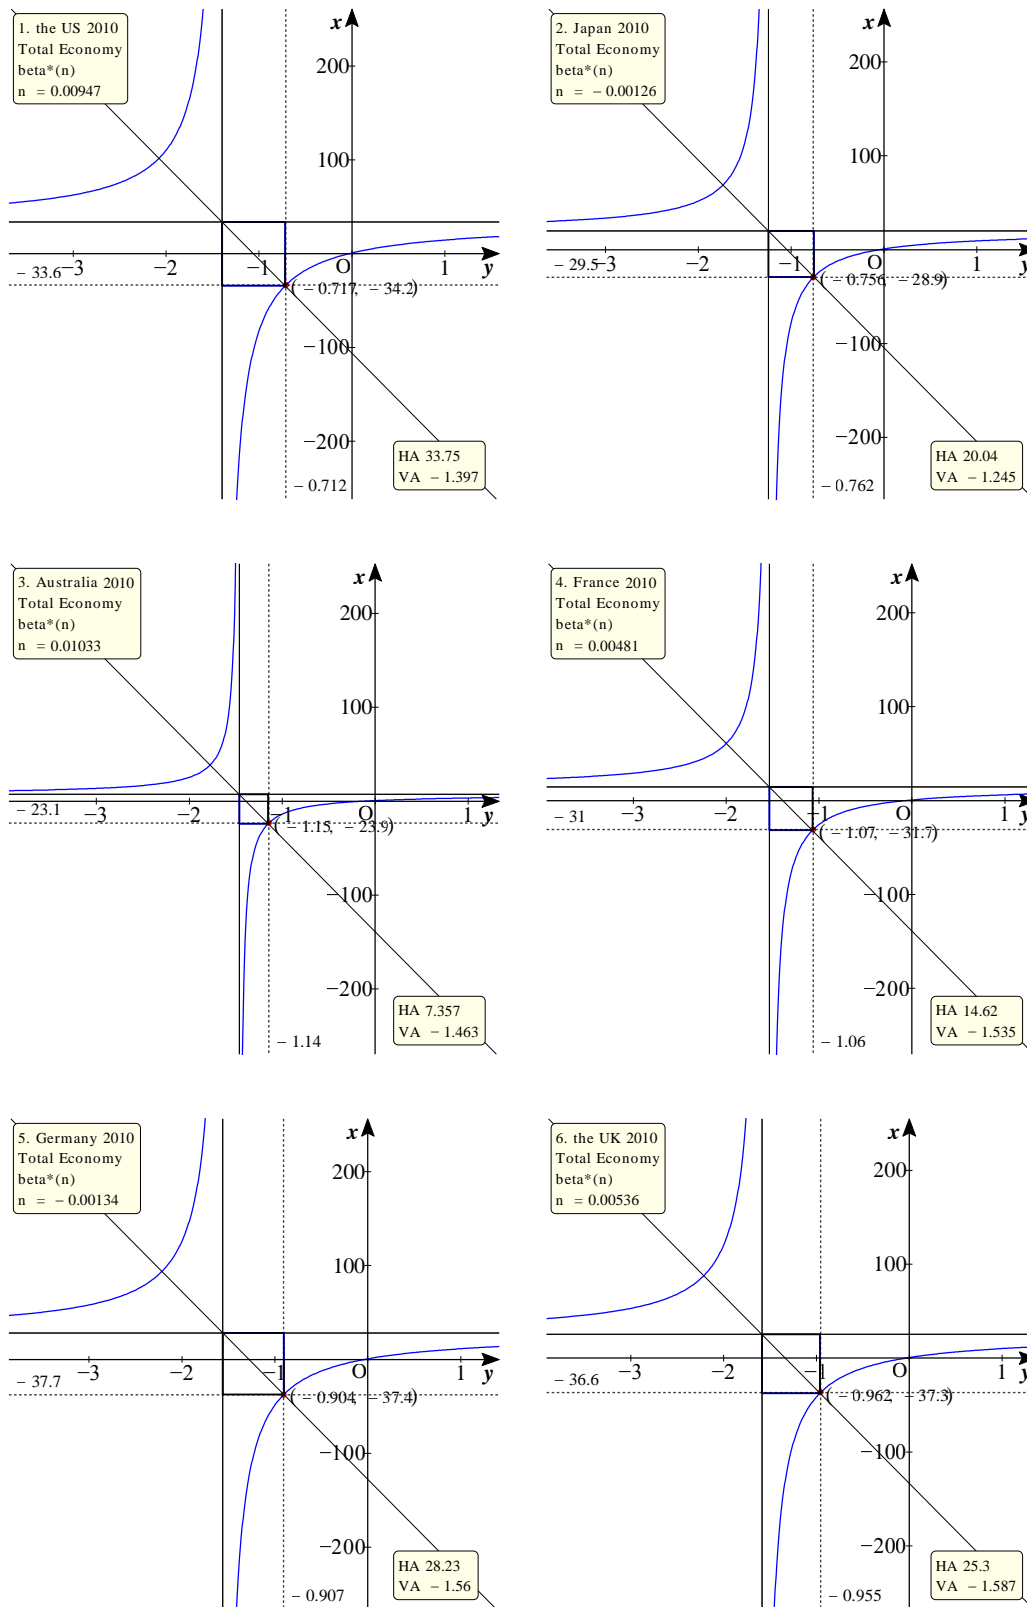 1. the US 2010
Total Economy
beta*(n)
n = 0.00947
x
200
100
− 33.6
−3
−2
−1
O
1
y
( − 0.717, − 34.2)
−100
−200
HA 33.75
VA − 1.397
− 0.712
2. Japan 2010
Total Economy
beta*(n)
n = − 0.00126
x
200
100
− 29.5
−3
−2
−1
O
1
y
( − 0.756, − 28.9)
−100
−200
HA 20.04
VA − 1.245
− 0.762
3. Australia 2010
Total Economy
beta*(n)
n = 0.01033
x
200
100
− 23.1
−3
−2
−1
O
1
y
( − 1.15, − 23.9)
−100
−200
HA 7.357
VA − 1.463
− 1.14
4. France 2010
Total Economy
beta*(n)
n = 0.00481
x
200
100
− 31
−3
−2
−1
O
1
y
( − 1.07, − 31.7)
−100
−200
HA 14.62
VA − 1.535
− 1.06
5. Germany 2010
Total Economy
beta*(n)
n = − 0.00134
x
200
100
− 37.7
−3
−2
−1
O
1
y
( − 0.904, − 37.4)
−100
−200
HA 28.23
VA − 1.56
− 0.907
6. the UK 2010
Total Economy
beta*(n)
n = 0.00536
x
200
100
− 36.6
−3
−2
−1
O
1
y
( − 0.962, − 37.3)
−100
−200
HA 25.3
VA − 1.587
− 0.955